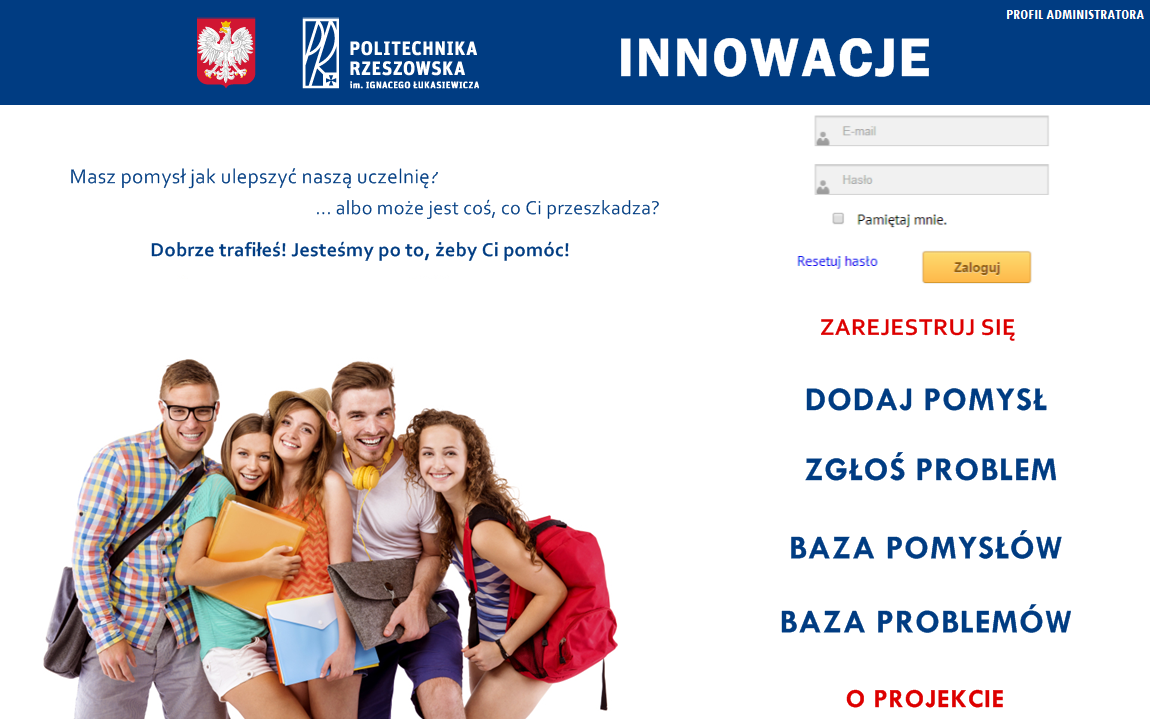 PROFIL ADMINISTRATORA
POLITECHNIKA
RZESZOWSKA
im. IGNACEGO ŁUKASIEWICZA
INNOWACJE
Masz pomysł jak ulepszyć naszą uczelnię?
... albo może jest coś, co Ci przeszkadza?
Dobrze trafiłeś! Jesteśmy po to, żeby Ci pomóc!
E-mail
Hasło
Pamiętaj mnie.
Resetuj hasło
Zaloguj
ZAREJESTRUJ SIĘ
DODAJ POMYSŁ
ZGŁOŚ PROBLEM
BAZA POMYSŁÓW
BAZA PROBLEMÓW
O PROJEKCIE